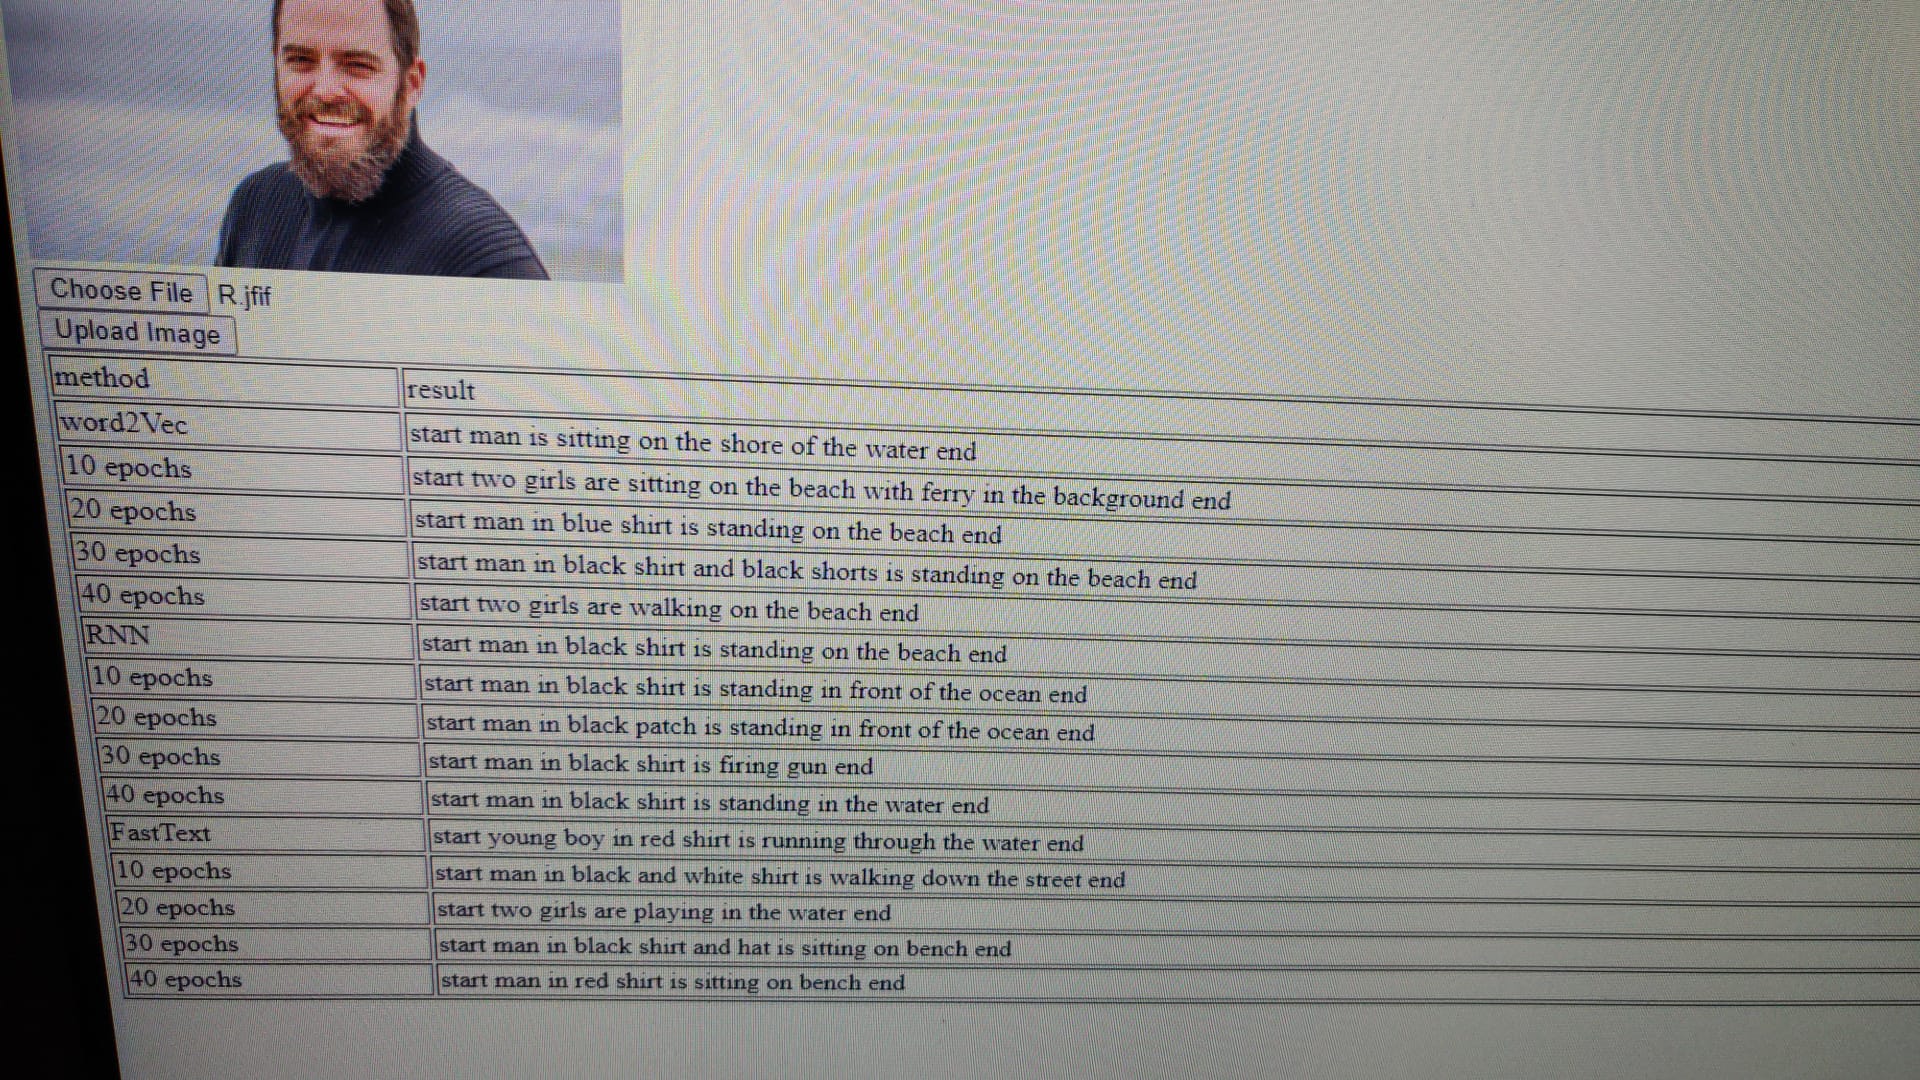 Choose File R.jfif
Upload Image
method result
word2Vec start man is sitting on the shore of the water end
10 epochs start two girls are sitting on the beach with ferry in the background end
20 epochs start man in blue shirt is standing on the beach end
30 epochs start man in black shirt and black shorts is standing on the beach end
40 epochs start two girls are walking on the beach end
RNN start man in black shirt is standing on the beach end
10 epochs start man in black shirt is standing in front of the ocean end
20 epochs start man in black patch is standing in front of the ocean end
30 epochs start man in black shirt is firing gun end
40 epochs start man in black shirt is standing in the water end
FastText start young boy in red shirt is running through the water end
10 epochs start man in black and white shirt is walking down the street end
20 epochs start two girls are playing in the water end
30 epochs start man in black shirt and hat is sitting on bench end
40 epochs start man in red shirt is sitting on bench end